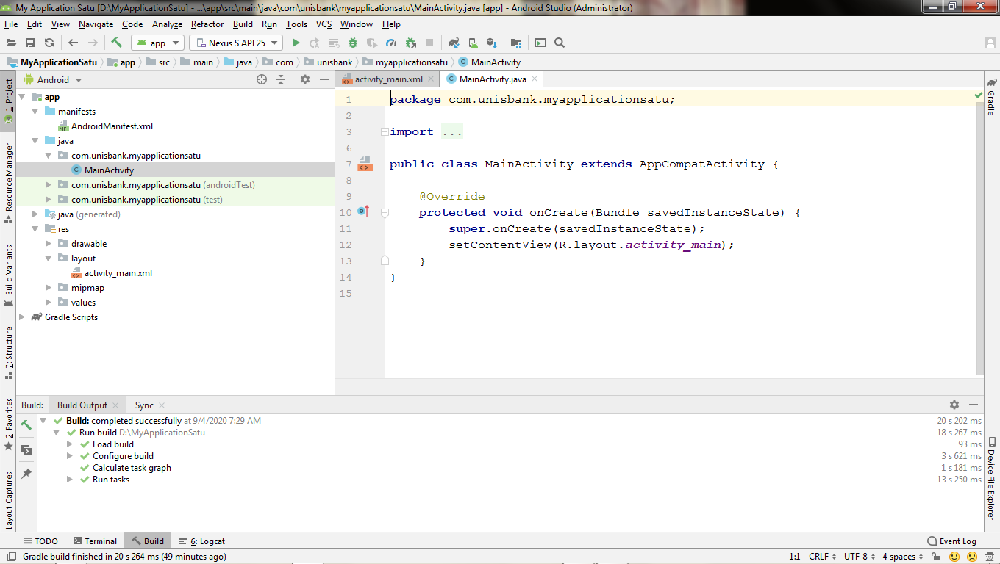 My Application Satu [D:\MyApplicationSatu] - ...\app\src\main\java\com\unisbank\myapplicationsatu\MainActivity.java [app] - Android Studio (Administrator)
File Edit View Navigate Code Analyze Refactor Build Run Tools VCS Window Help
app Nexus S API 25
MyApplicationSatu app src main java com unisbank myapplicationsatu MainActivity
1: Project
Resource Manager
Build Variants
7: Structure
2: Favorites
Layout Captures
Android
app
manifests
AndroidManifest.xml
java
com.unisbank.myapplicationsatu
MainActivity
com.unisbank.myapplicationsatu (androidTest)
com.unisbank.myapplicationsatu (test)
java (generated)
res
drawable
layout
activity_main.xml
mipmap
values
Gradle Scripts
activity_main.xml MainActivity.java
1 package com.unisbank.myapplicationsatu;
2
3 import ...
6
7 public class MainActivity extends AppCompatActivity {
8
9 @Override
10 protected void onCreate(Bundle savedInstanceState) {
11 super.onCreate(savedInstanceState);
12 setContentView(R.layout.activity_main);
13 }
14 }
15
Gradle
Device File Explorer
Build: Build Output Sync
Build: completed successfully at 9/4/2020 7:29 AM 20 s 202 ms
Run build D:\MyApplicationSatu 18 s 267 ms
Load build 93 ms
Configure build 3 s 621 ms
Calculate task graph 1 s 181 ms
Run tasks 13 s 250 ms
TODO Terminal Build 6: Logcat Event Log
Gradle build finished in 20 s 264 ms (49 minutes ago) 1:1 CRLF UTF-8 4 spaces